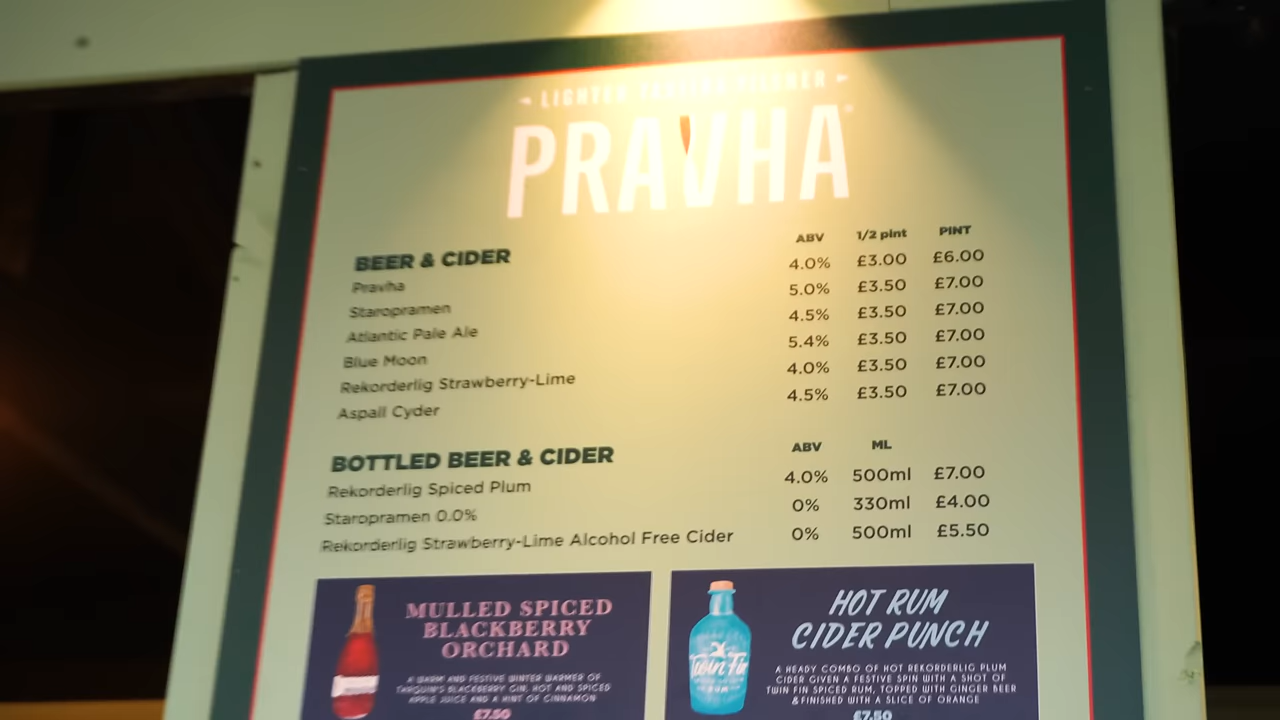 LIGHTER TASTING PILSNER
PRAVHA
BEER & CIDER ABV 1/2 pint PINT
Pravha 4.0% £3.00 £6.00
Staropramen 5.0% £3.50 £7.00
Atlantic Pale Ale 4.5% £3.50 £7.00
Blue Moon 5.4% £3.50 £7.00
Rekorderlig Strawberry-Lime 4.0% £3.50 £7.00
Aspall Cyder 4.5% £3.50 £7.00
BOTTLED BEER & CIDER ABV ML
Rekorderlig Spiced Plum 4.0% 500ml £7.00
Staropramen 0.0% 0% 330ml £4.00
Rekorderlig Strawberry-Lime Alcohol Free Cider 0% 500ml £5.50
MULLED SPICED
BLACKBERRY
ORCHARD
A WARM AND FESTIVE WINTER WARMER OF
TARQUIN'S BLACKBERRY GIN, HOT AND SPICED
APPLE JUICE AND A HINT OF CINNAMON
£7.50
Twin Fin
RUM
HOT RUM
CIDER PUNCH
A HEADY COMBO OF HOT REKORDERLIG PLUM
CIDER GIVEN A FESTIVE SPIN WITH A SHOT OF
TWIN FIN SPICED RUM, TOPPED WITH GINGER BEER
& FINISHED WITH A SLICE OF ORANGE
£7.50